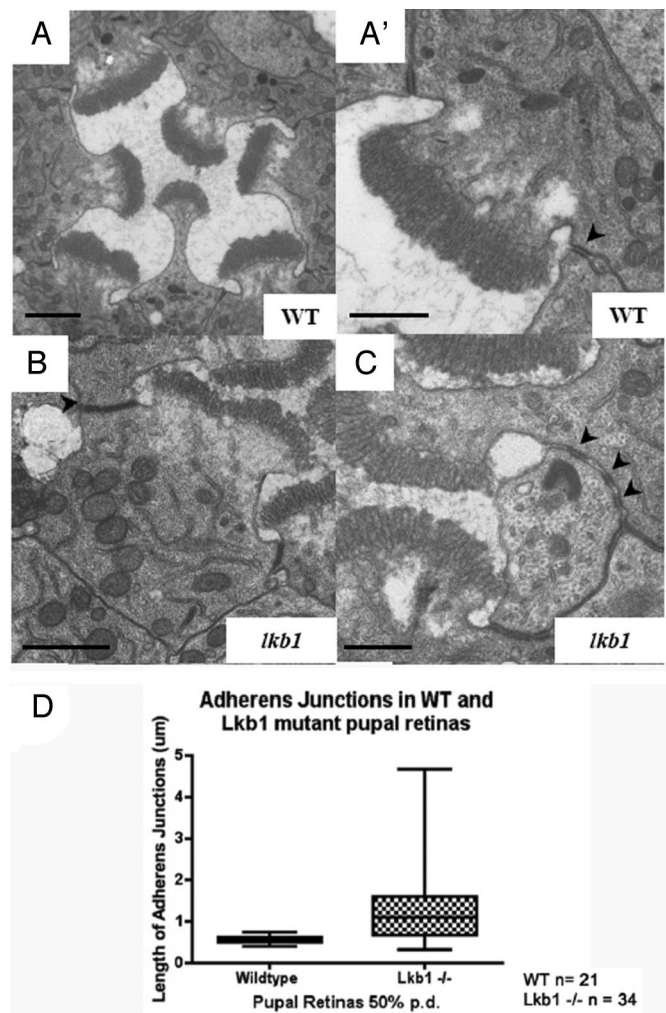 A
A'
WT
WT
B
C
lkb1
lkb1
D
Adherens Junctions in WT and
Lkb1 mutant pupal retinas
Length of Adherens Junctions (um)
5
4
3
2
1
0
Wildtype
Lkb1 -/-
Pupal Retinas 50% p.d.
WT n= 21
Lkb1 -/- n = 34